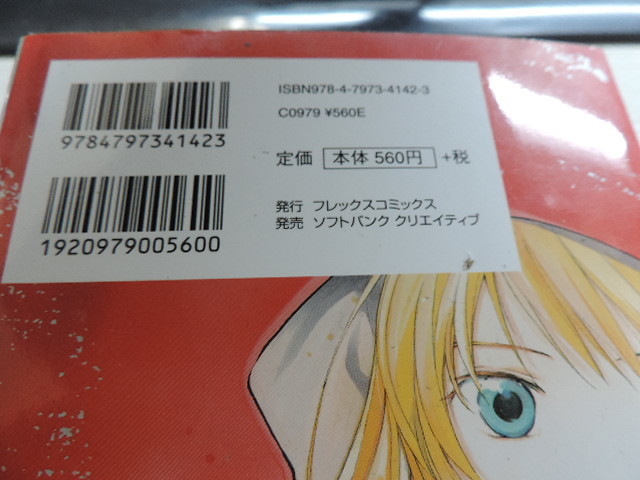 ISBN978-4-7973-4142-3
C0979 ¥560E
9784797341423
定価 本体 560円 +税
1920979005600
発行 フレックスコミックス
発売 ソフトバンク クリエイティブ